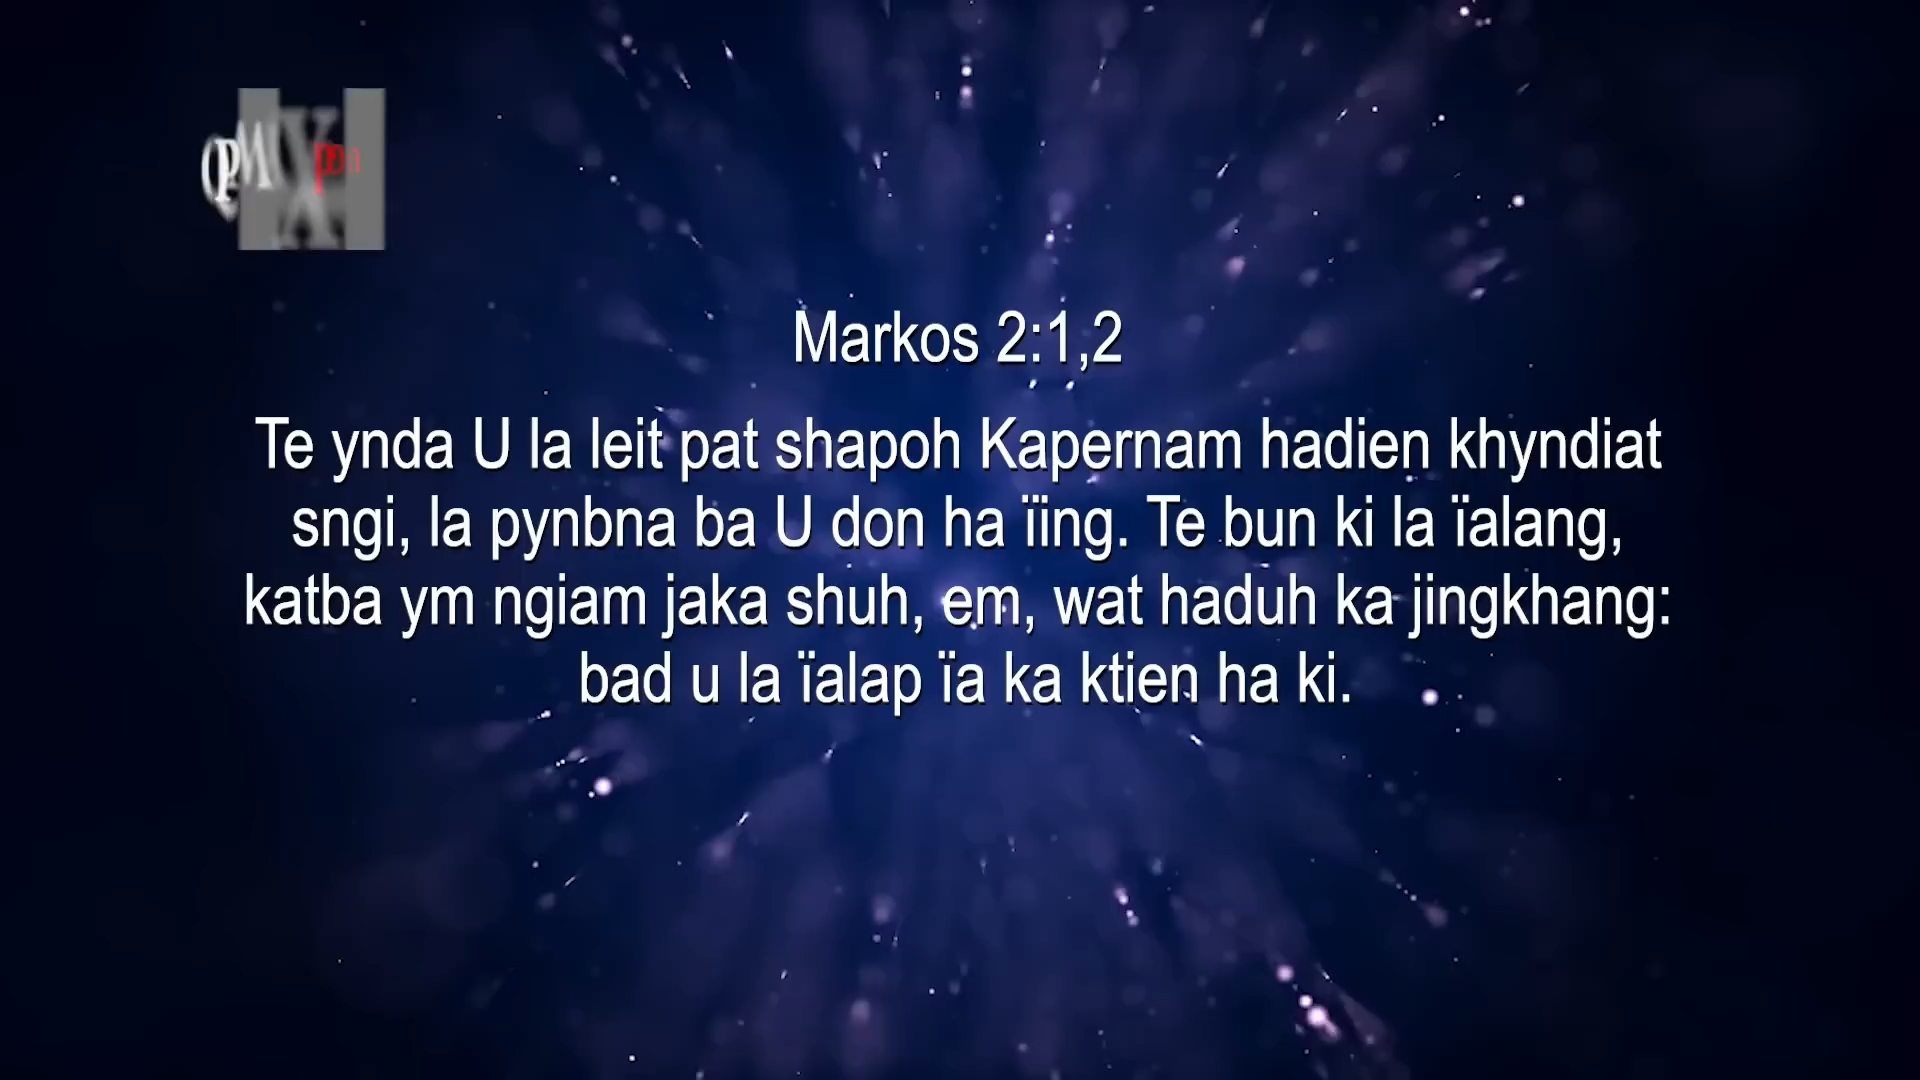 Markos 2:1,2
Te ynda U la leit pat shapoh Kapernam hadien khyndiat
sngi, la pynbna ba U don ha ïing. Te bun ki la ïalang,
katba ym ngiam jaka shuh, em, wat haduh ka jingkhang:
bad u la ïalap ïa ka ktien ha ki.